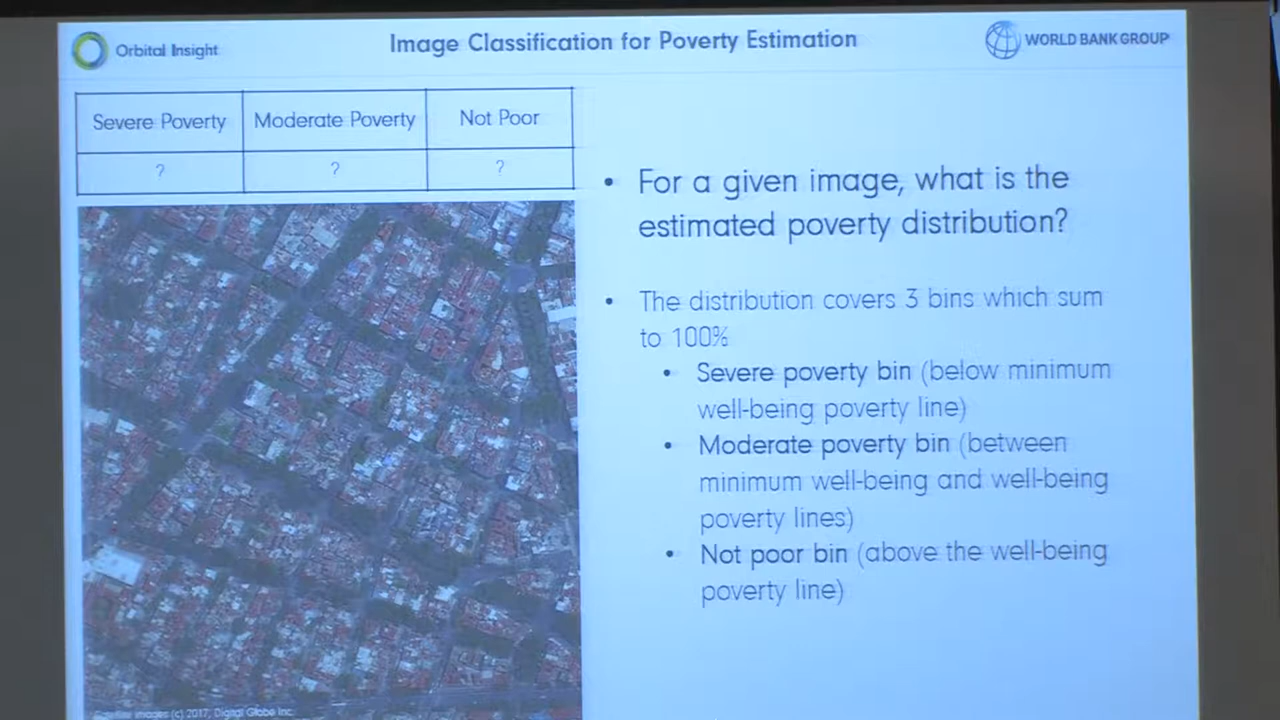 Orbital Insight
Image Classification for Poverty Estimation
WORLD BANK GROUP
Severe Poverty
Moderate Poverty
Not Poor
?
?
?
• For a given image, what is the
estimated poverty distribution?
• The distribution covers 3 bins which sum
to 100%
• Severe poverty bin (below minimum
well-being poverty line)
• Moderate poverty bin (between
minimum well-being and well-being
poverty lines)
• Not poor bin (above the well-being
poverty line)
Satellite images (c) 2017, Digital Globe Inc